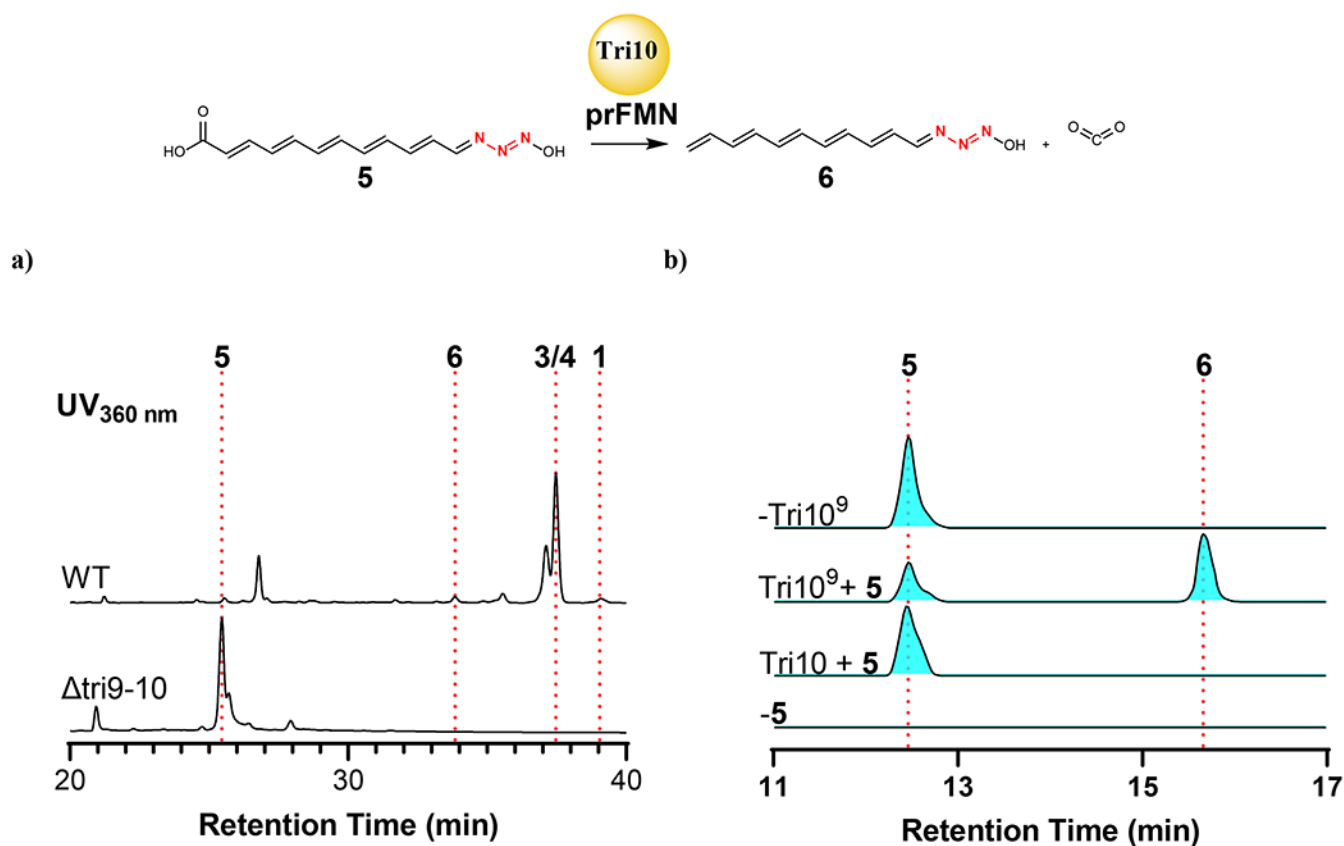 Tri10
prFMN
O
HO
N
N
N
OH
5
N
N
N
OH
6
+
O
C
O
a)
b)
5
6
3/4
1
UV360 nm
WT
Δtri9-10
20
30
40
Retention Time (min)
5
6
-Tri10⁹
Tri10⁹+ 5
Tri10 + 5
-5
11
13
15
17
Retention Time (min)